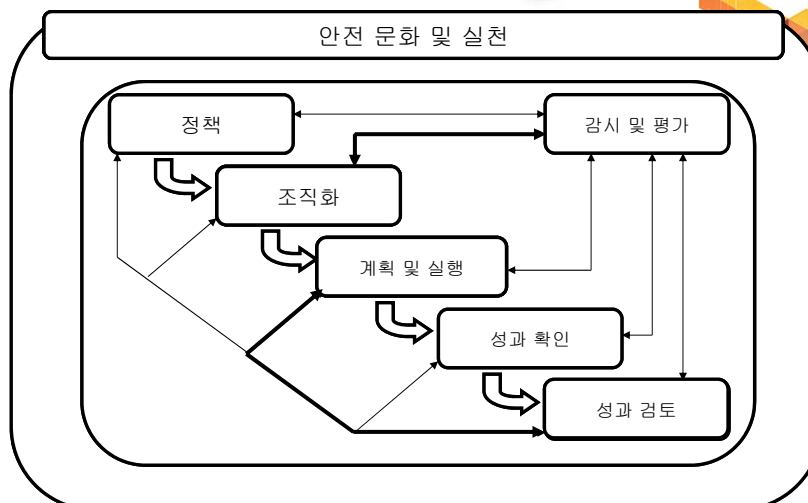 안전 문화 및 실천
정책
감시 및 평가
조직화
계획 및 실행
성과 확인
성과 검토